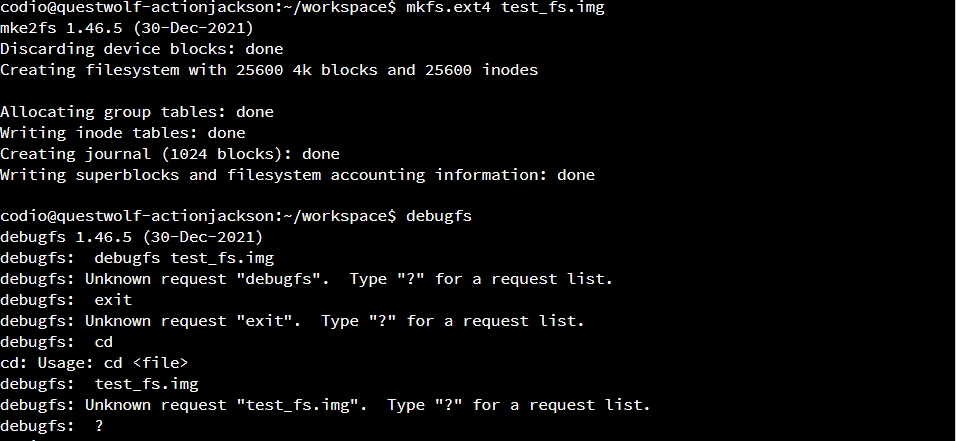 codio@questwolf-actionjackson:~/workspace$ mkfs.ext4 test_fs.img
mke2fs 1.46.5 (30-Dec-2021)
Discarding device blocks: done
Creating filesystem with 25600 4k blocks and 25600 inodes

Allocating group tables: done
Writing inode tables: done
Creating journal (1024 blocks): done
Writing superblocks and filesystem accounting information: done

codio@questwolf-actionjackson:~/workspace$ debugfs
debugfs 1.46.5 (30-Dec-2021)
debugfs:  debugfs test_fs.img
debugfs: Unknown request "debugfs".  Type "?" for a request list.
debugfs:  exit
debugfs: Unknown request "exit".  Type "?" for a request list.
debugfs:  cd
cd: Usage: cd <file>
debugfs:  test_fs.img
debugfs: Unknown request "test_fs.img".  Type "?" for a request list.
debugfs:  ?